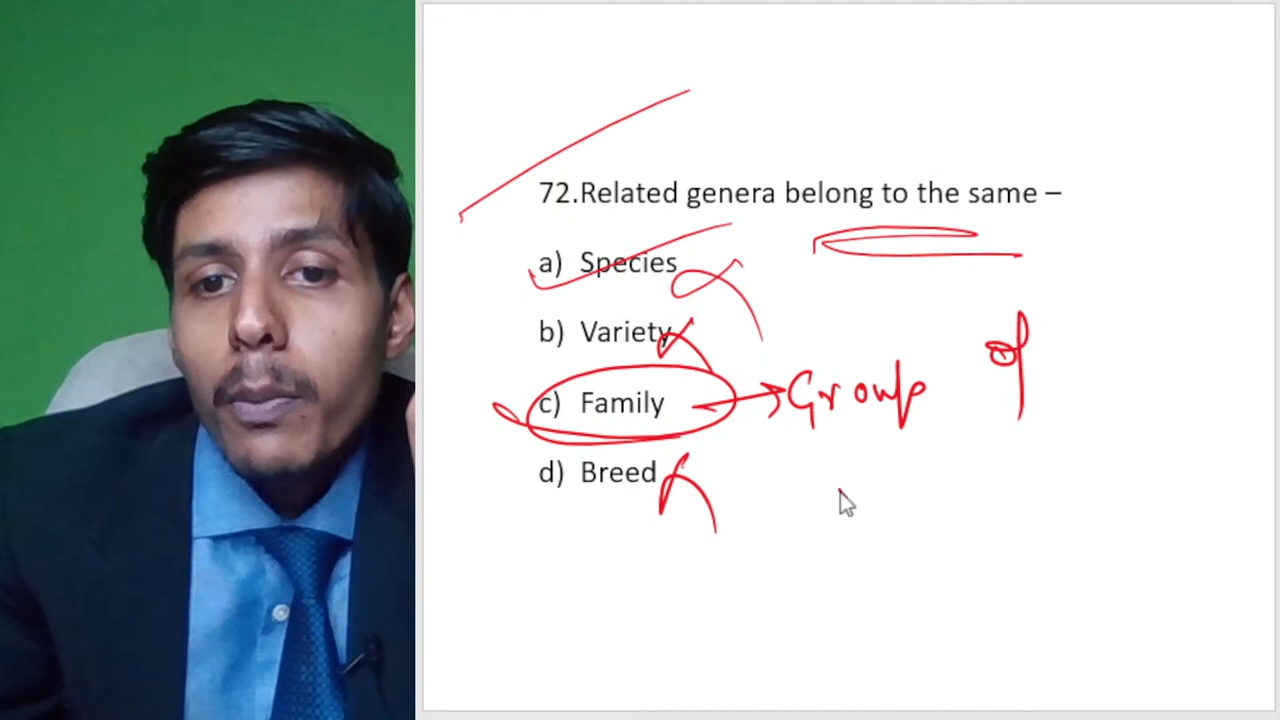 72.Related genera belong to the same –
a) Species
b) Variety
c) Family → Group of
d) Breed